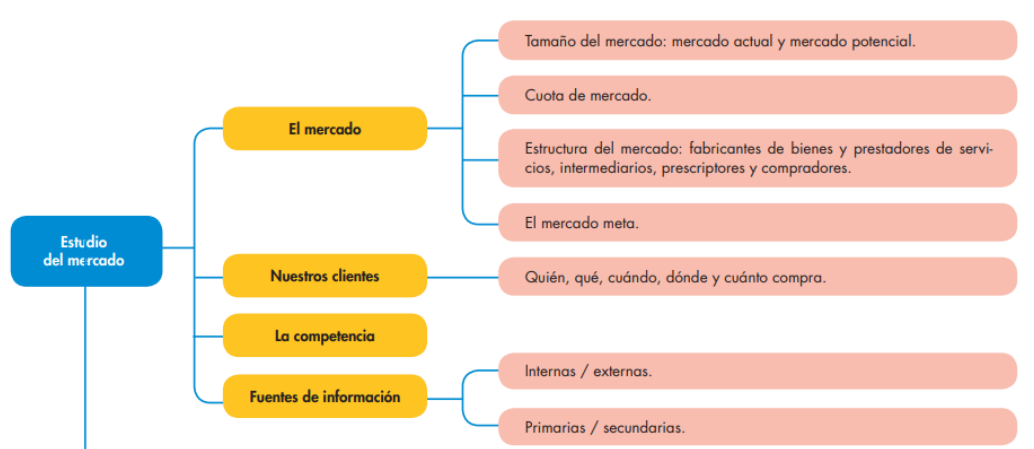 Estudio
del mercado
El mercado
Tamaño del mercado: mercado actual y mercado potencial.
Cuota de mercado.
Estructura del mercado: fabricantes de bienes y prestadores de servi-
cios, intermediarios, prescriptores y compradores.
El mercado meta.
Nuestros clientes
Quién, qué, cuándo, dónde y cuánto compra.
La competencia
Fuentes de información
Internas / externas.
Primarias / secundarias.